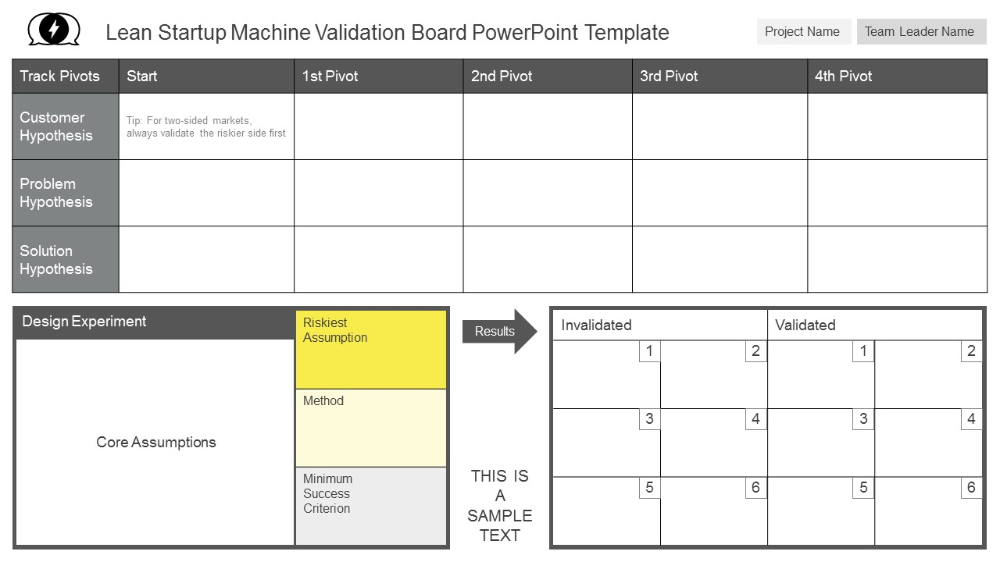 Lean Startup Machine Validation Board PowerPoint Template
Project Name
Team Leader Name
Track Pivots
Start
1st Pivot
2nd Pivot
3rd Pivot
4th Pivot
Customer
Hypothesis
Tip: For two-sided markets,
always validate the riskier side first
Problem
Hypothesis
Solution
Hypothesis
Design Experiment
Core Assumptions
Riskiest
Assumption
Method
Minimum
Success
Criterion
Results
THIS IS
A
SAMPLE
TEXT
Invalidated
Validated
1
2
1
2
3
4
3
4
5
6
5
6